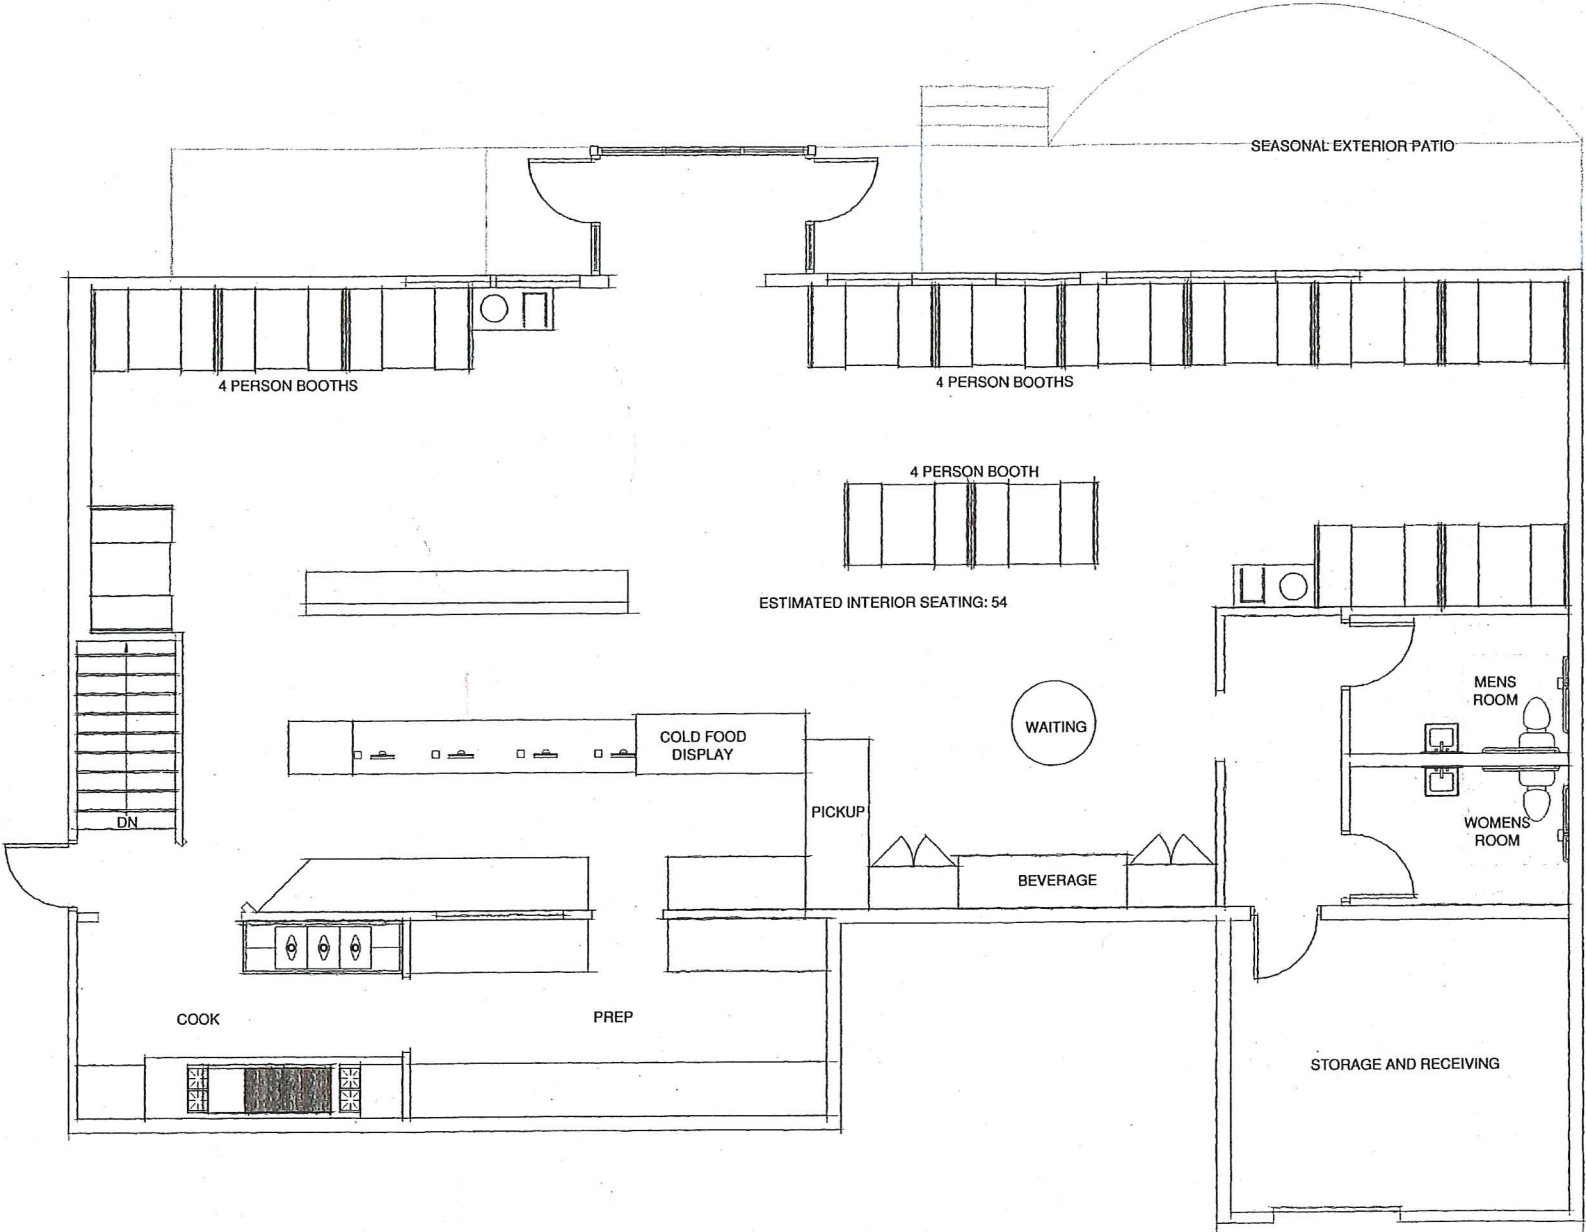 SEASONAL EXTERIOR PATIO
4 PERSON BOOTHS
4 PERSON BOOTHS
4 PERSON BOOTH
ESTIMATED INTERIOR SEATING: 54
MENS
ROOM
WAITING
COLD FOOD
DISPLAY
PICKUP
DN
WOMENS
ROOM
BEVERAGE
COOK
PREP
STORAGE AND RECEIVING